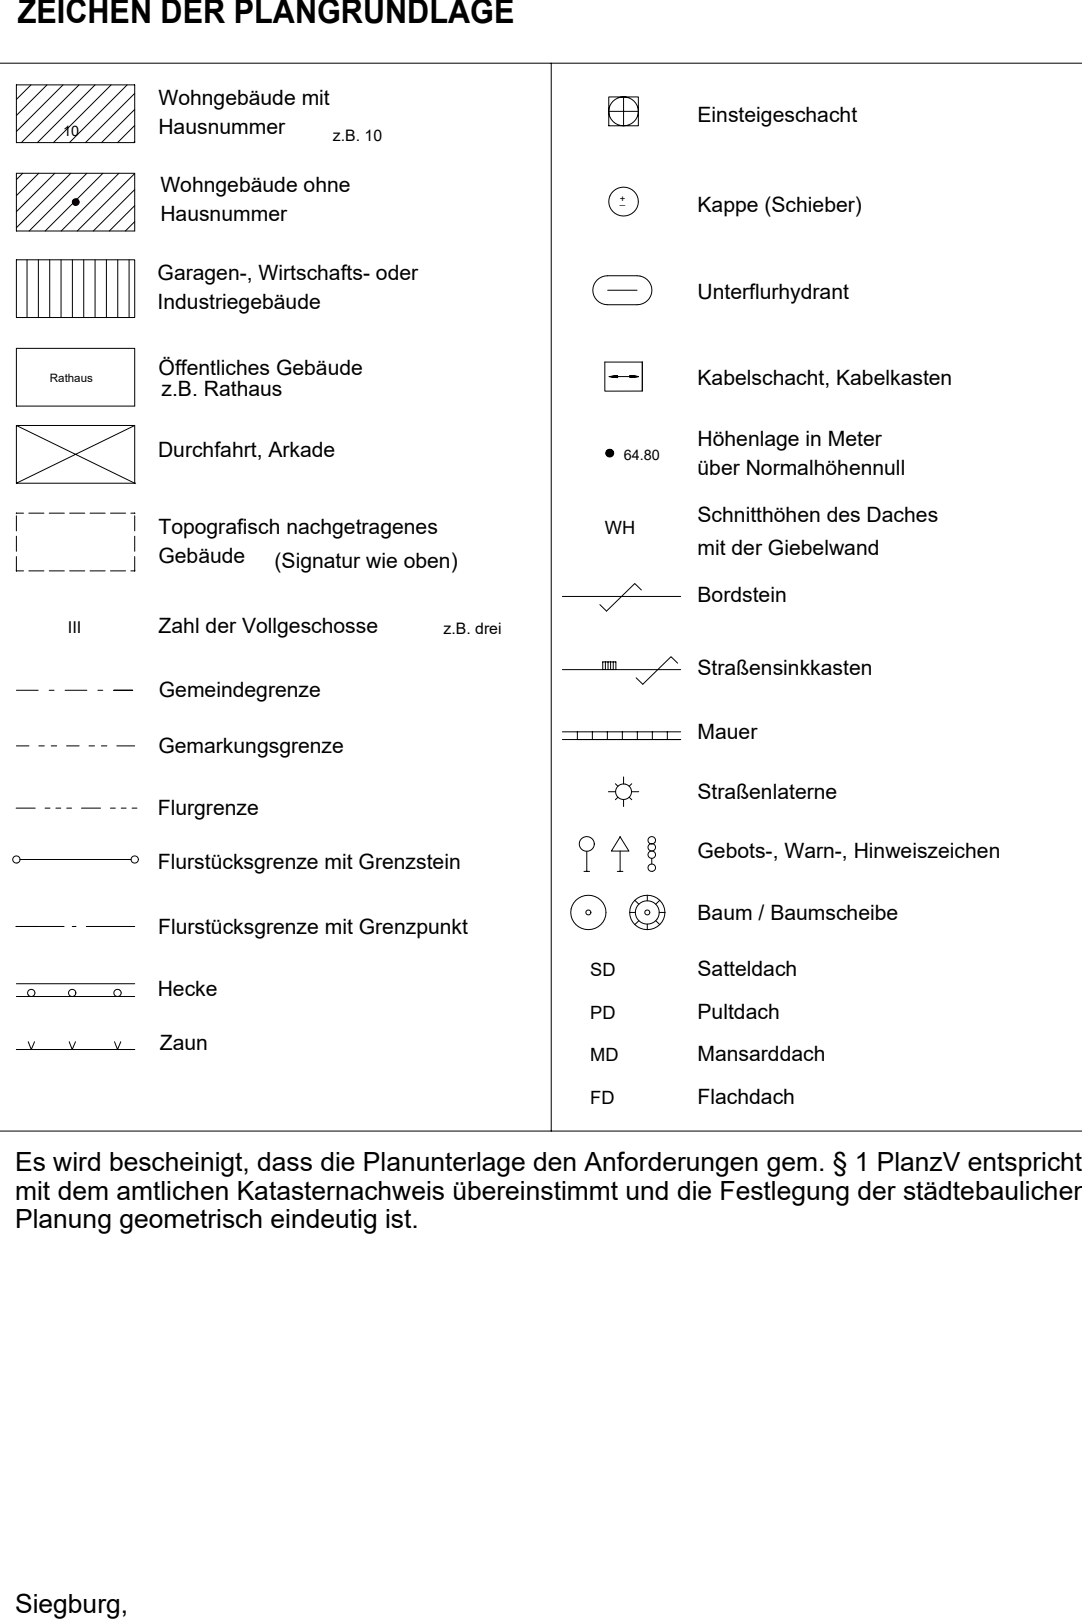 ZEICHEN DER PLANGRUNDLAGE
10
Wohngebäude mit
Hausnummer z.B. 10
Wohngebäude ohne
Hausnummer
Garagen-, Wirtschafts- oder
Industriegebäude
Rathaus
Öffentliches Gebäude
z.B. Rathaus
Durchfahrt, Arkade
Topografisch nachgetragenes
Gebäude (Signatur wie oben)
III Zahl der Vollgeschosse z.B. drei
Gemeindegrenze
Gemarkungsgrenze
Flurgrenze
Flurstücksgrenze mit Grenzstein
Flurstücksgrenze mit Grenzpunkt
Hecke
Zaun
Einsteigeschacht
Kappe (Schieber)
Unterflurhydrant
Kabelschacht, Kabelkasten
64.80
Höhenlage in Meter
über Normalhöhennull
WH
Schnitthöhen des Daches
mit der Giebelwand
Bordstein
Straßensinkkasten
Mauer
Straßenlaterne
Gebots-, Warn-, Hinweiszeichen
Baum / Baumscheibe
SD Satteldach
PD Pultdach
MD Mansarddach
FD Flachdach
Es wird bescheinigt, dass die Planunterlage den Anforderungen gem. § 1 PlanzV entspricht
mit dem amtlichen Katasternachweis übereinstimmt und die Festlegung der städtebaulicher
Planung geometrisch eindeutig ist.
Siegburg,